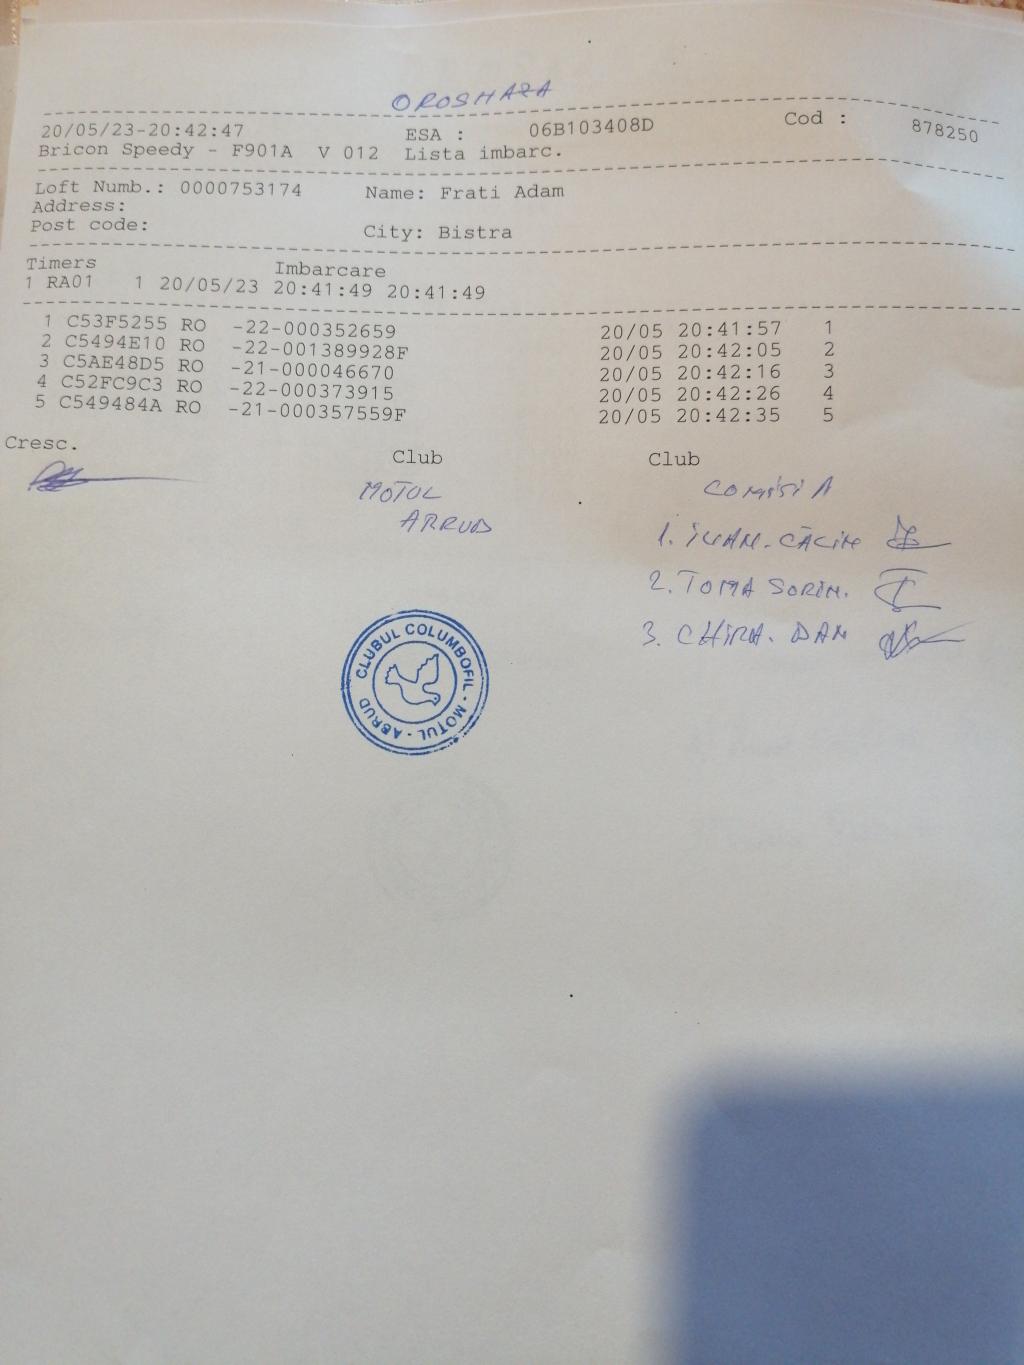 OROSHAZA
20/05/23-20:42:47 ESA : 06B103408D Cod : 878250
Bricon Speedy - F901A V 012 Lista imbarc.
Loft Numb.: 0000753174 Name: Frati Adam
Address:
Post code: City: Bistra
Timers Imbarcare
1 RA01 1 20/05/23 20:41:49 20:41:49
1 C53F5255 RO -22-000352659 20/05 20:41:57 1
2 C5494E10 RO -22-001389928F 20/05 20:42:05 2
3 C5AE48D5 RO -21-000046670 20/05 20:42:16 3
4 C52FC9C3 RO -22-000373915 20/05 20:42:26 4
5 C549484A RO -21-000357559F 20/05 20:42:35 5
Cresc. Club Club
MOTUL COMISIA
ABRUD
1.
2. TOMA SORIN.
3. CHIRA. DAN
CLUBUL COLUMBOFIL - MOȚUL - ABRUD